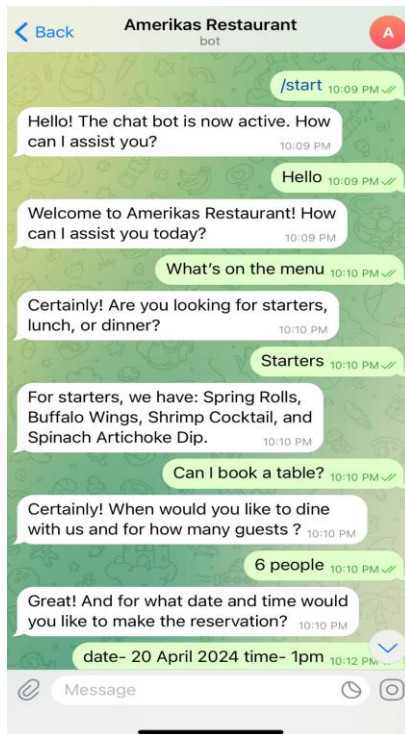 Back
Amerikas Restaurant
bot
A
/start 10:09 PM
Hello! The chat bot is now active. How
can I assist you?
10:09 PM
Hello 10:09 PM
Welcome to Amerikas Restaurant! How
can I assist you today?
10:09 PM
What's on the menu 10:10 PM
Certainly! Are you looking for starters,
lunch, or dinner?
10:10 PM
Starters 10:10 PM
For starters, we have: Spring Rolls,
Buffalo Wings, Shrimp Cocktail, and
Spinach Artichoke Dip. 10:10 PM
Can I book a table? 10:10 PM
Certainly! When would you like to dine
with us and for how many guests ? 10:10 PM
6 people 10:10 PM
Great! And for what date and time would
you like to make the reservation? 10:10 PM
date- 20 April 2024 time- 1pm 10:12 PM
Message